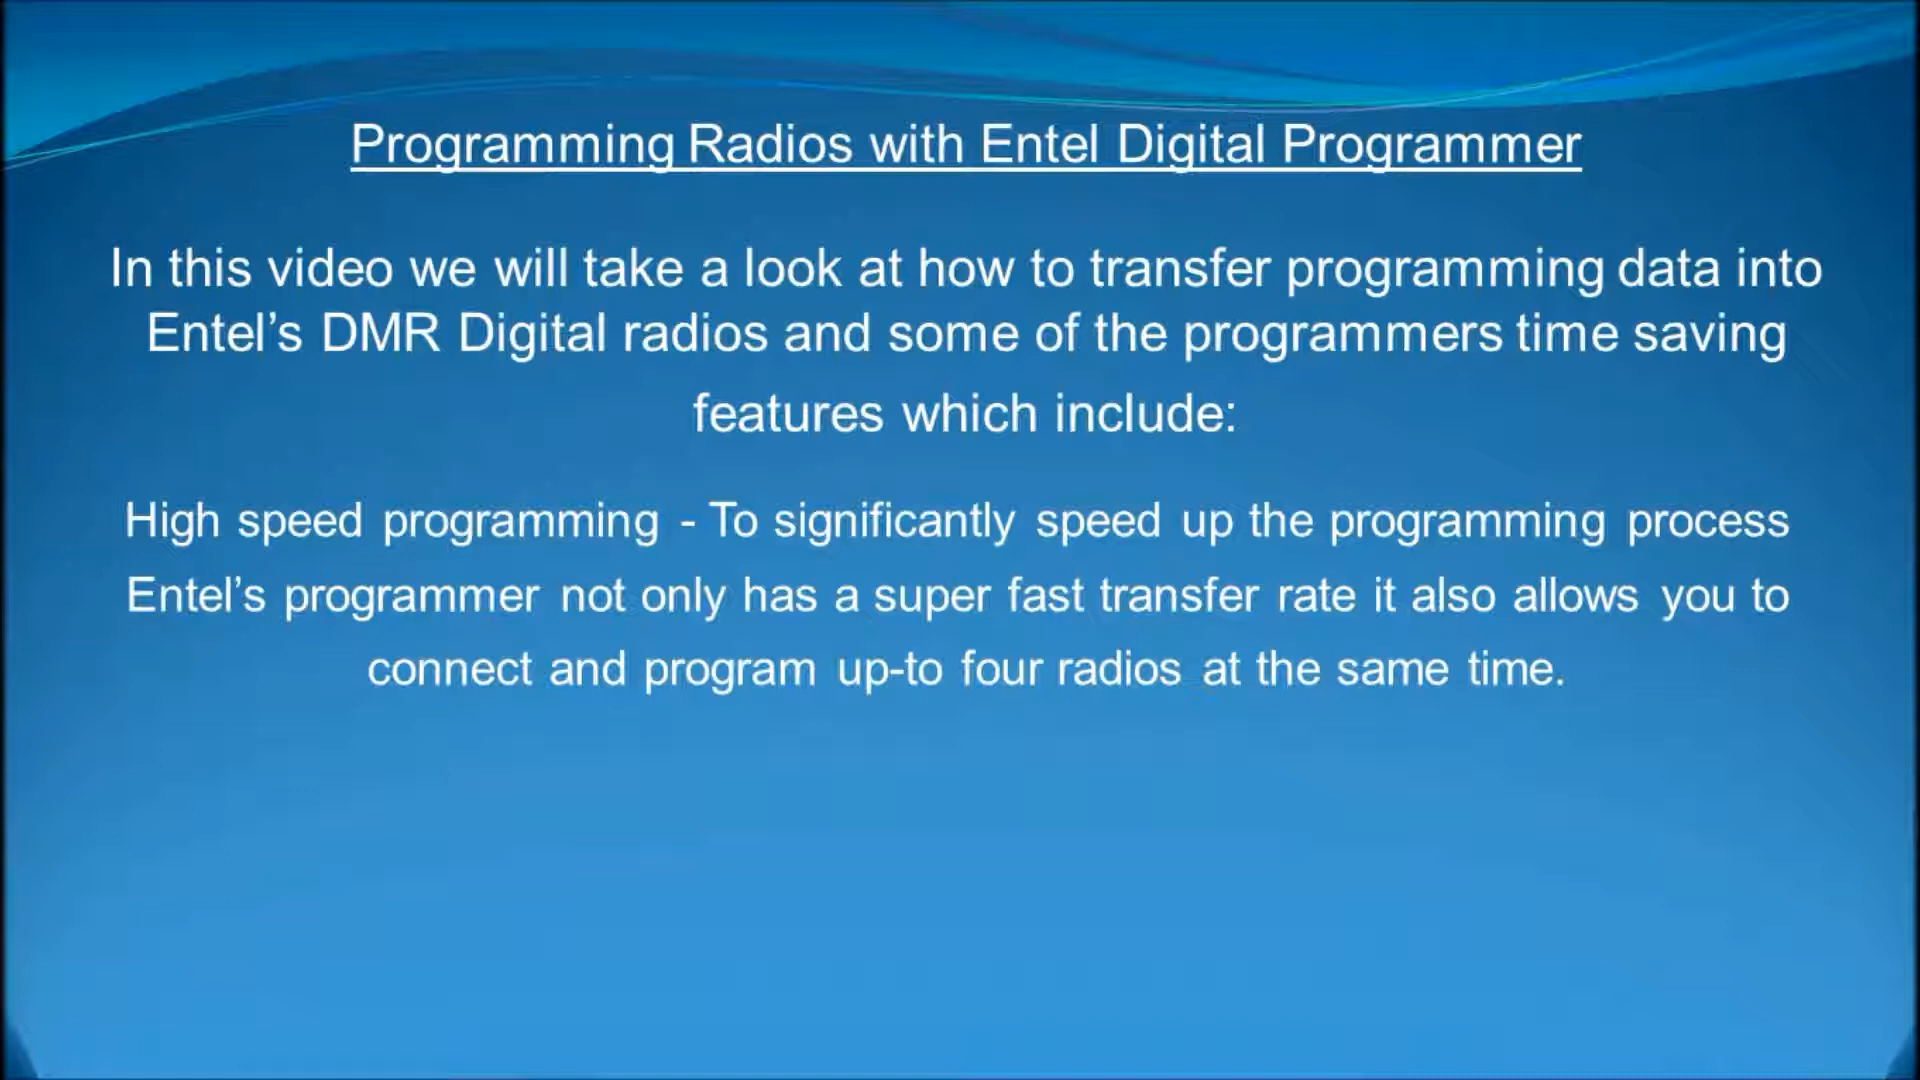 Programming Radios with Entel Digital Programmer
In this video we will take a look at how to transfer programming data into
Entel’s DMR Digital radios and some of the programmers time saving
features which include:
High speed programming - To significantly speed up the programming process
Entel’s programmer not only has a super fast transfer rate it also allows you to
connect and program up-to four radios at the same time.